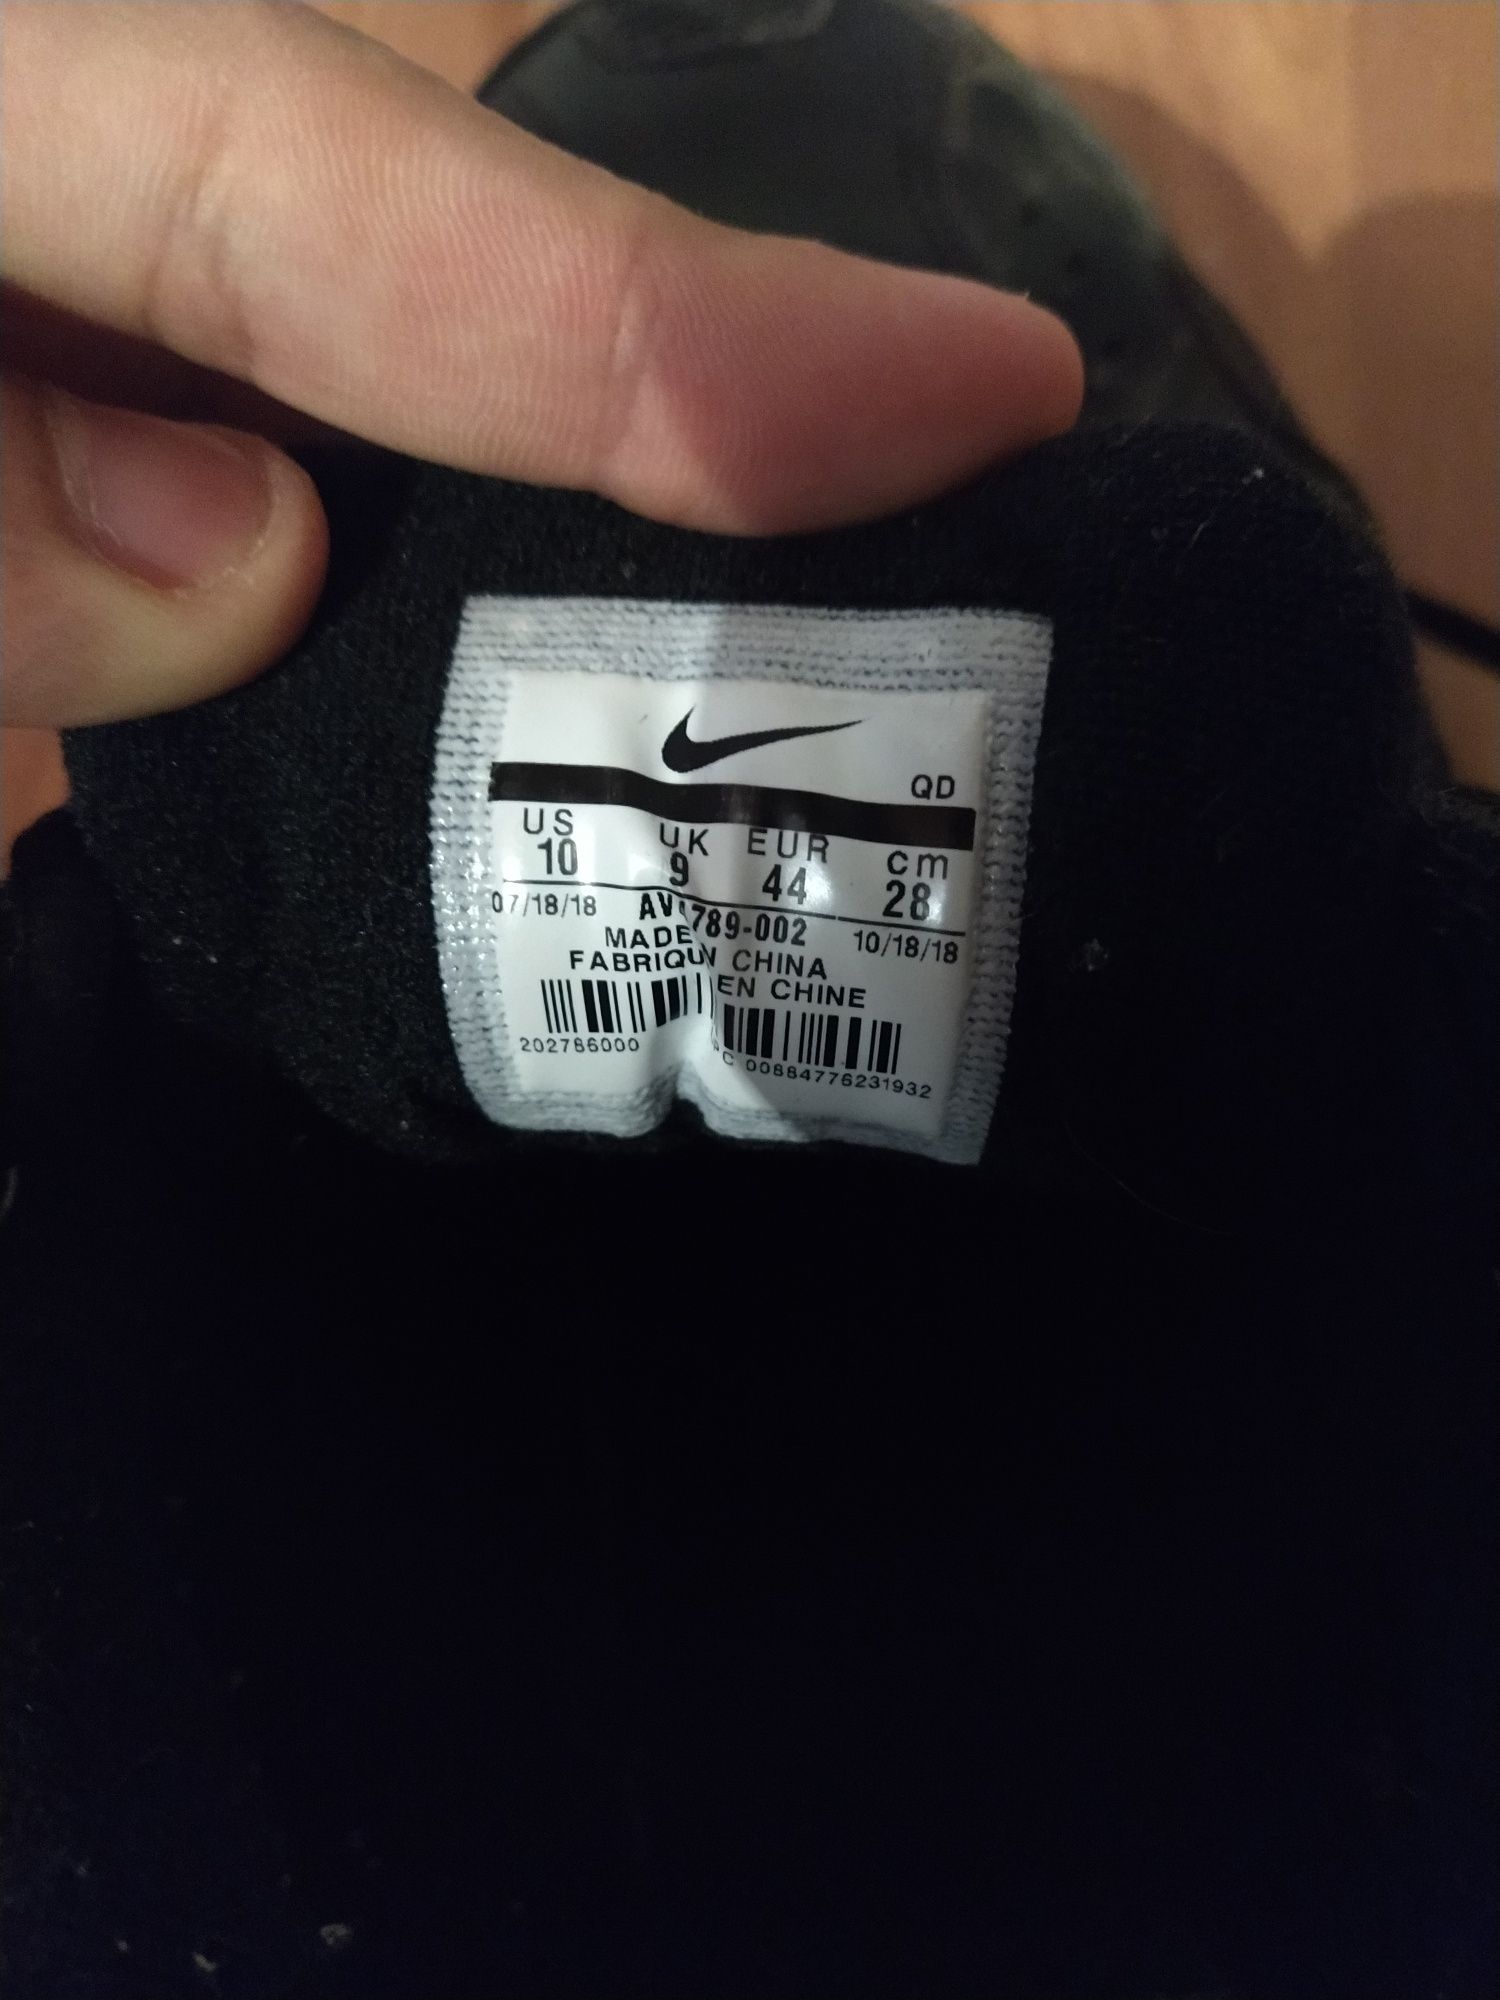 QD
US UK EUR cm
10 9 44 28
07/18/18 789-002 10/18/18
MADE CHINA
EN CHINE
202786000 00884776231932